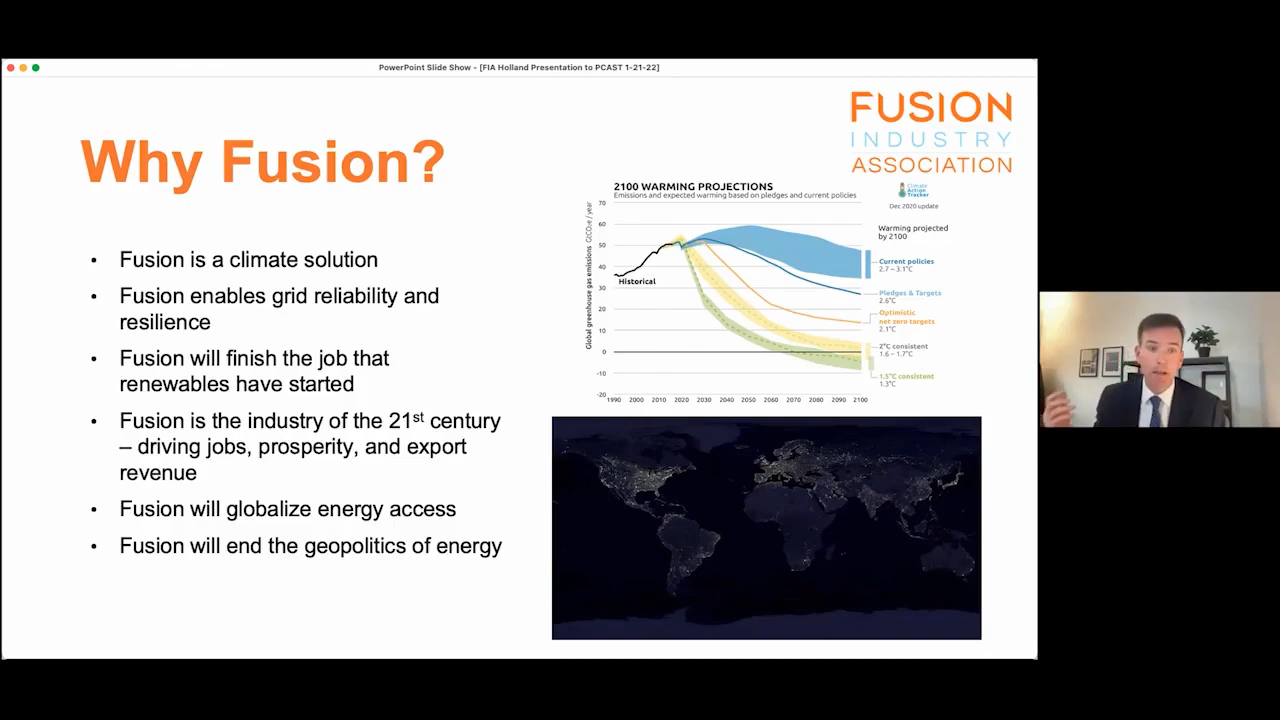 PowerPoint Slide Show - [FIA Holland Presentation to PCAST 1-21-22]
FUSION
INDUSTRY
ASSOCIATION
Why Fusion?
• Fusion is a climate solution
• Fusion enables grid reliability and
resilience
• Fusion will finish the job that
renewables have started
• Fusion is the industry of the 21st century
– driving jobs, prosperity, and export
revenue
• Fusion will globalize energy access
• Fusion will end the geopolitics of energy
2100 WARMING PROJECTIONS
Emissions and expected warming based on pledges and current policies
Climate
Action
Tracker
Dec 2020 update
Warming projected
by 2100
Global greenhouse gas emissions GtCO₂e / year
70
60
50
40
30
20
10
0
-10
-20
Historical
Current policies
2.7 – 3.1°C
Pledges & Targets
2.6°C
Optimistic
net zero targets
2.1°C
2°C consistent
1.6 – 1.7°C
1.5°C consistent
1.3°C
1990 2000 2010 2020 2030 2040 2050 2060 2070 2080 2090 2100